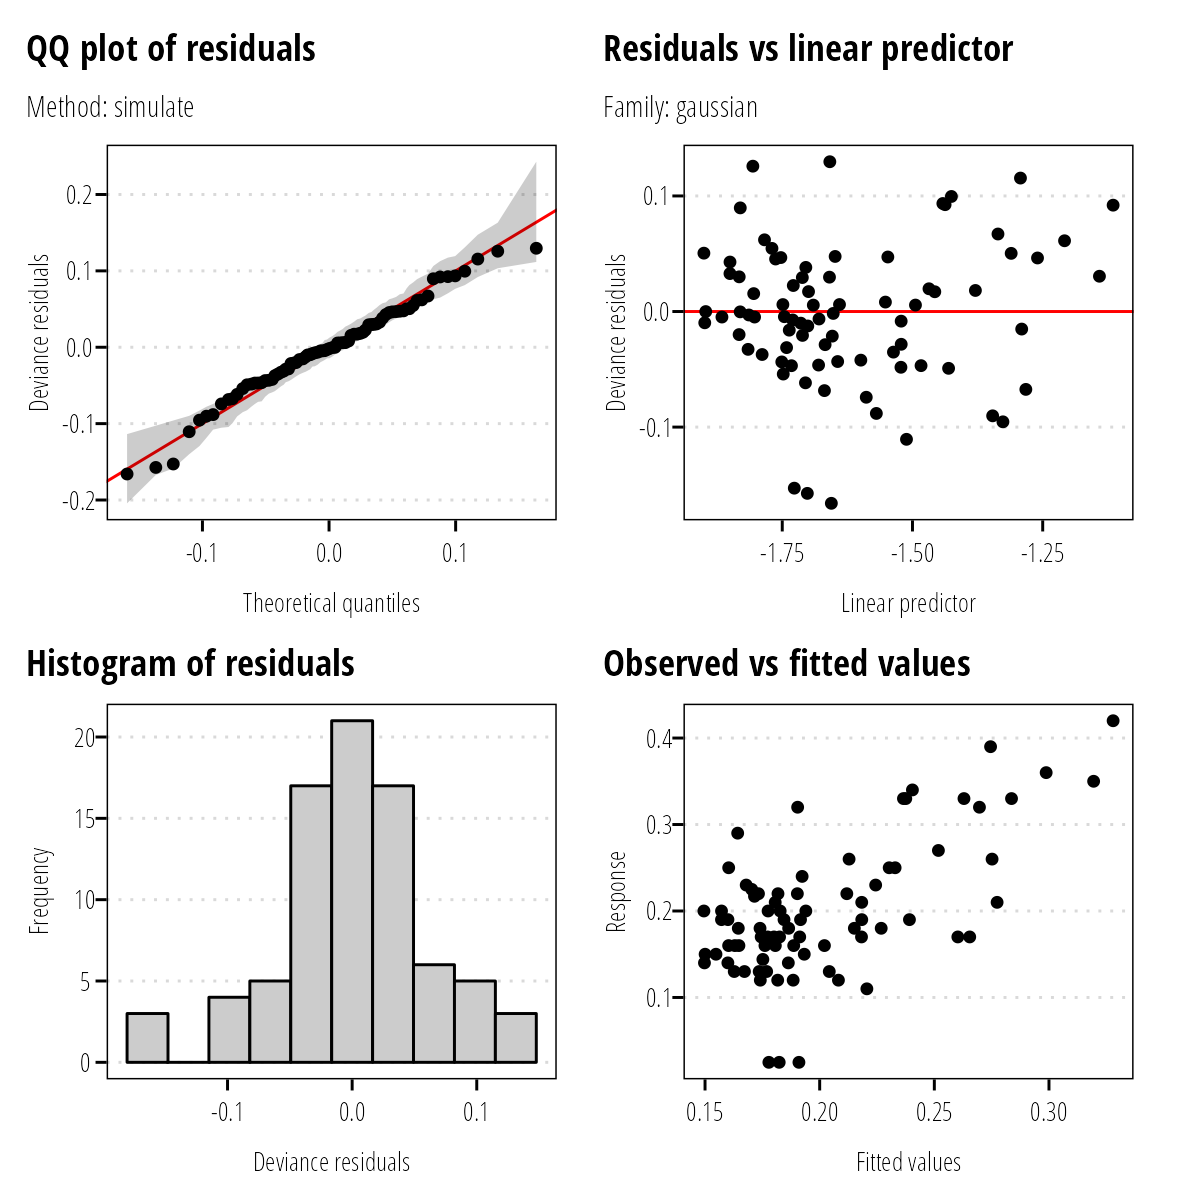 QQ plot of residuals
Method: simulate
Deviance residuals
0.2
0.1
0.0
-0.1
-0.2
-0.1
0.0
0.1
Theoretical quantiles
Residuals vs linear predictor
Family: gaussian
Deviance residuals
0.1
0.0
-0.1
-1.75
-1.50
-1.25
Linear predictor
Histogram of residuals
Frequency
20
15
10
5
0
-0.1
0.0
0.1
Deviance residuals
Observed vs fitted values
Response
0.4
0.3
0.2
0.1
0.15
0.20
0.25
0.30
Fitted values